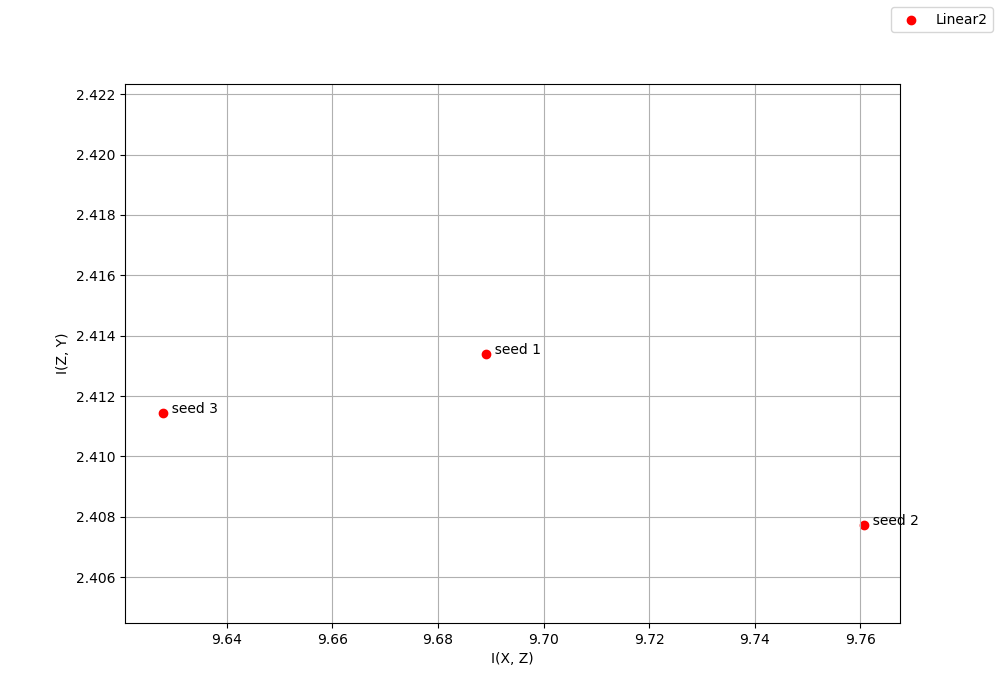 Linear2
2.422
2.420
2.418
2.416
2.414
2.412
2.410
2.408
2.406
I(Z, Y)
seed 1
seed 3
seed 2
9.64 9.66 9.68 9.70 9.72 9.74 9.76
I(X, Z)